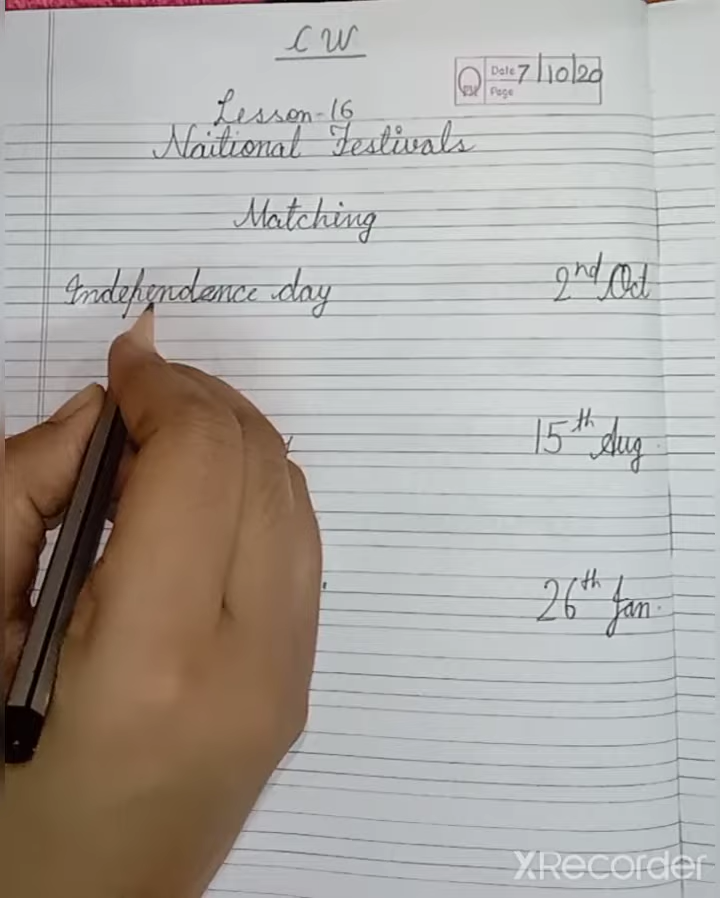 CW
Date 7/10/20
Page
Lesson-16
Naitional Festivals
Matching
Independence day 2nd Oct
15th Aug.
26th Jan.
XRecorder